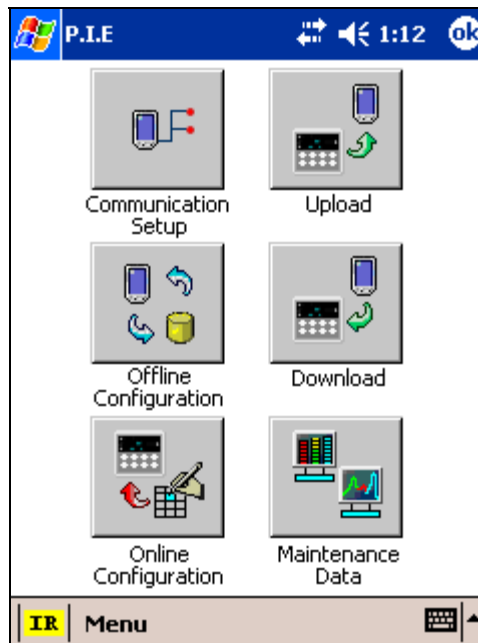 P.I.E 1:12 ok
Communication
Setup
Upload
Offline
Configuration
Download
Online
Configuration
Maintenance
Data
IR Menu